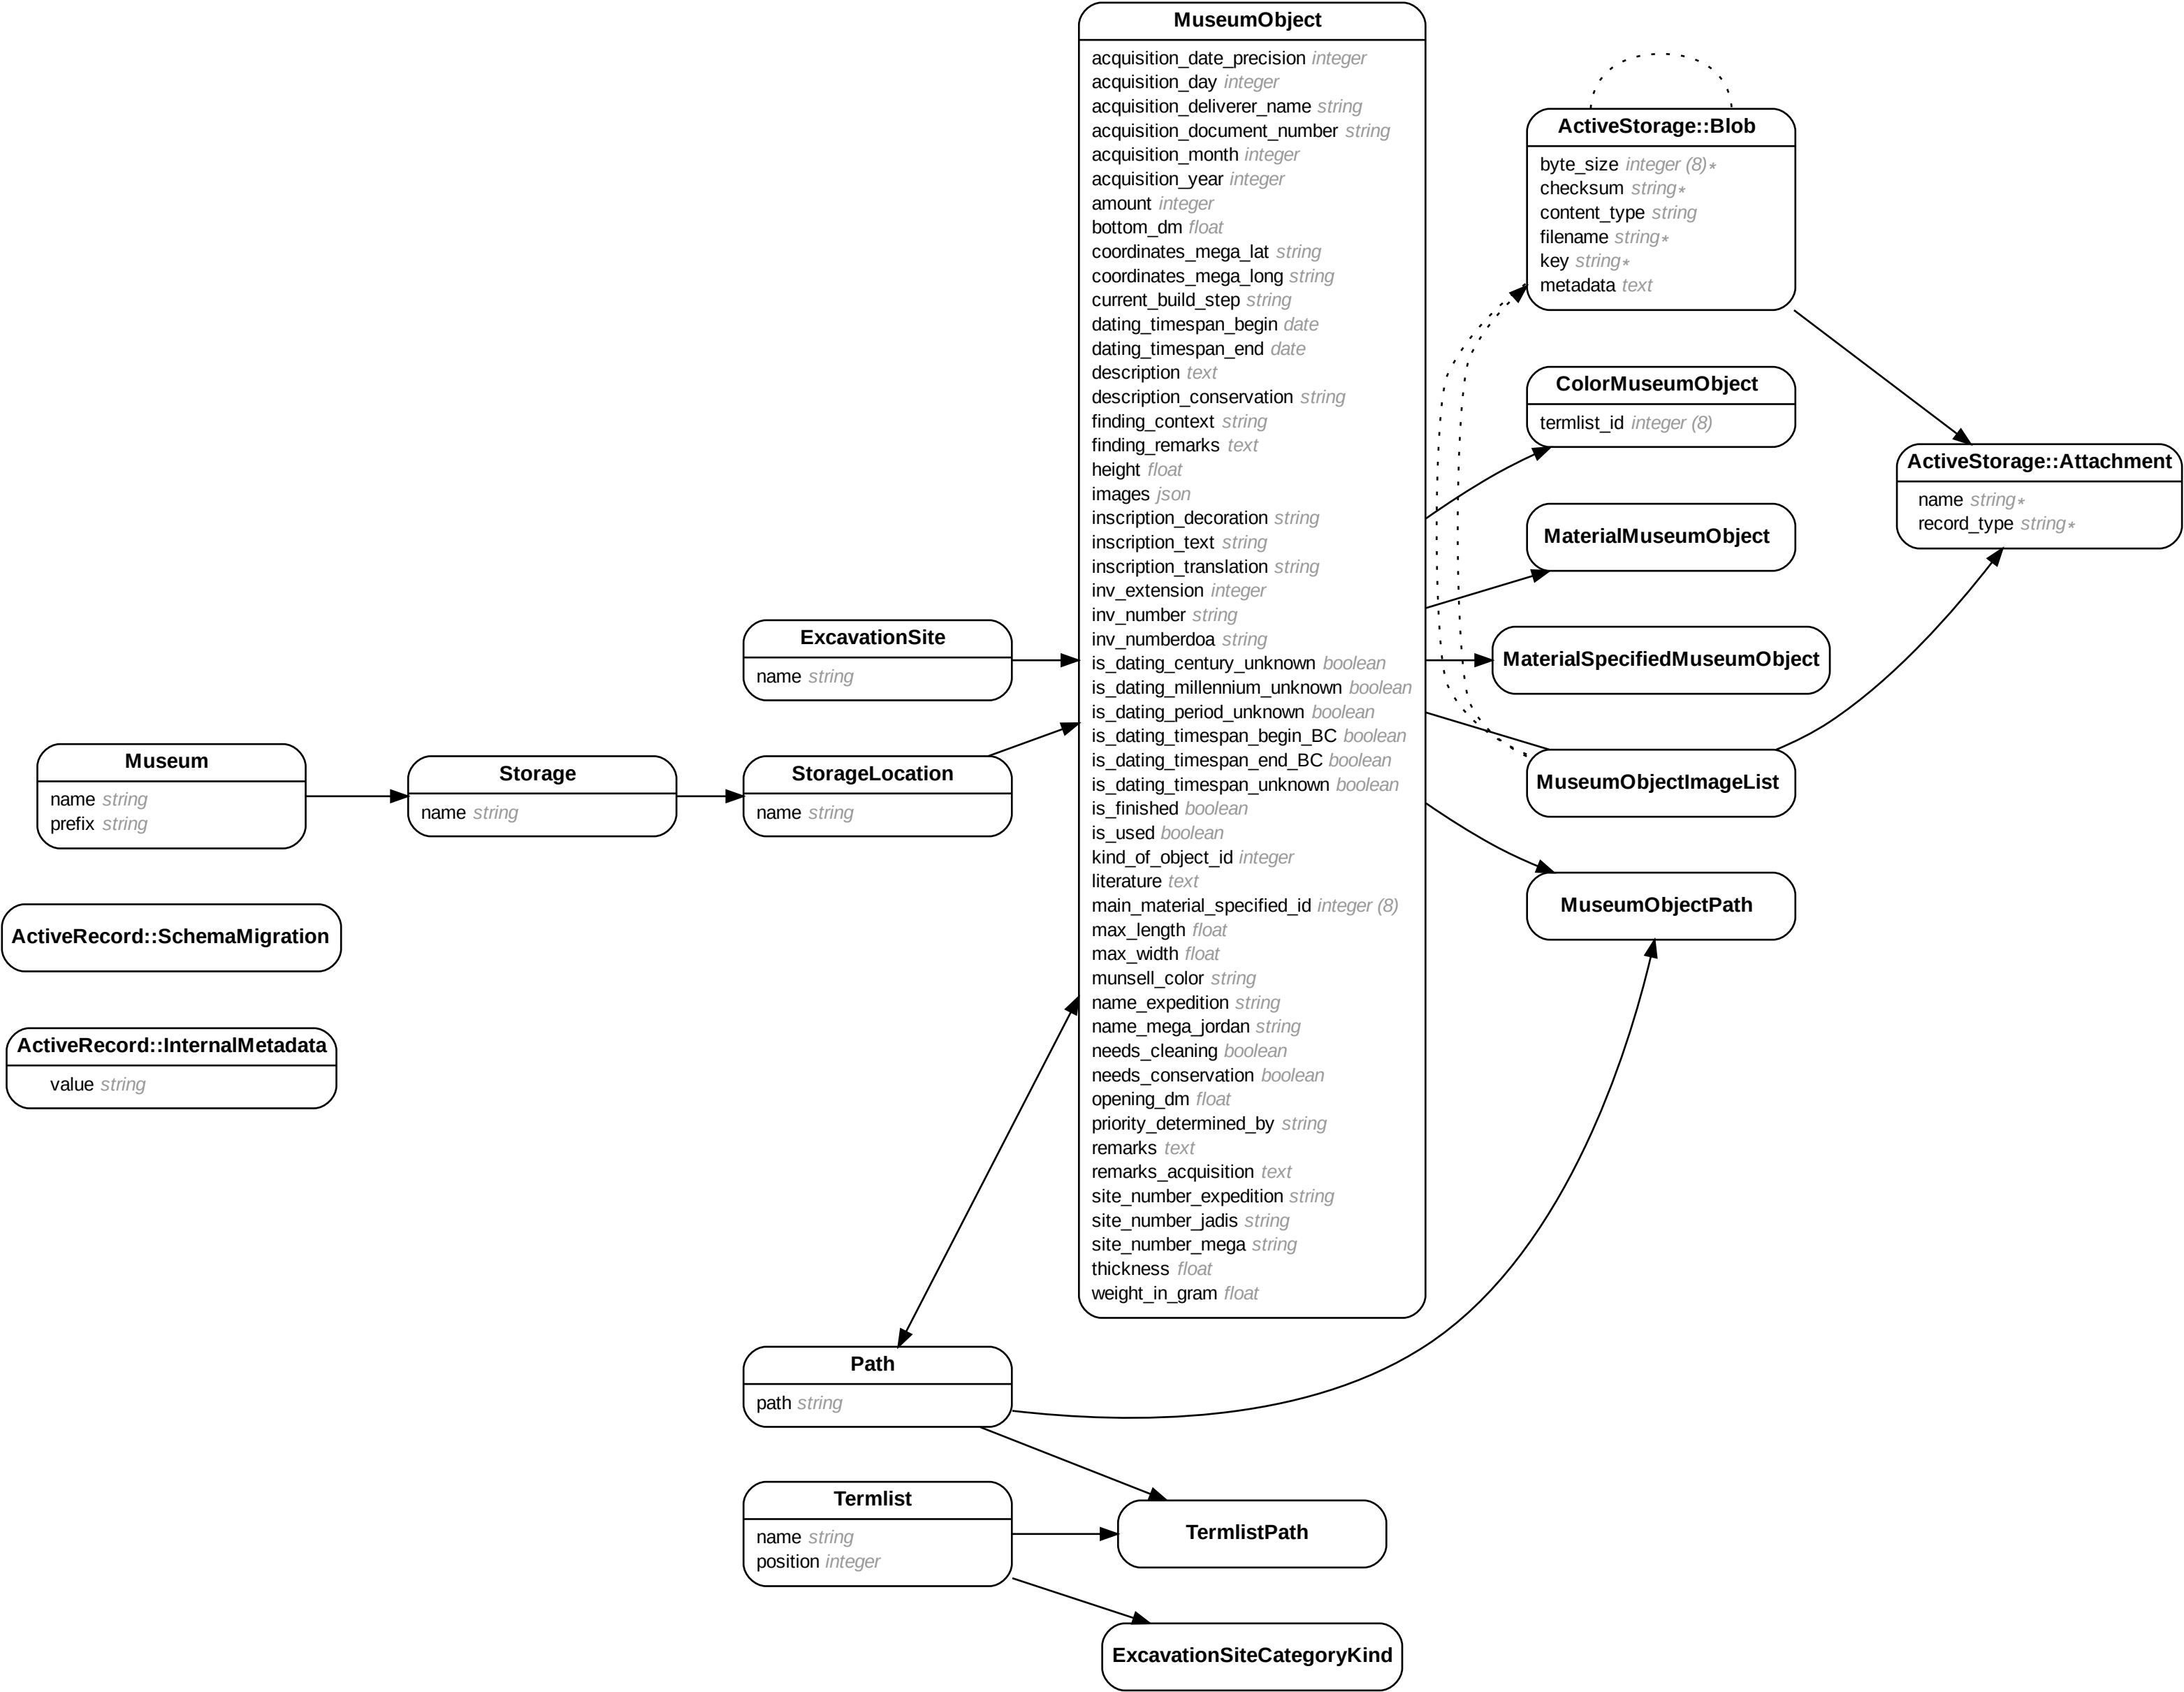 MuseumObject
acquisition_date_precision integer
acquisition_day integer
acquisition_deliverer_name string
acquisition_document_number string
acquisition_month integer
acquisition_year integer
amount integer
bottom_dm float
coordinates_mega_lat string
coordinates_mega_long string
current_build_step string
dating_timespan_begin date
dating_timespan_end date
description text
description_conservation string
finding_context string
finding_remarks text
height float
images json
inscription_decoration string
inscription_text string
inscription_translation string
inv_extension integer
inv_number string
inv_numberdoa string
is_dating_century_unknown boolean
is_dating_millennium_unknown boolean
is_dating_period_unknown boolean
is_dating_timespan_begin_BC boolean
is_dating_timespan_end_BC boolean
is_dating_timespan_unknown boolean
is_finished boolean
is_used boolean
kind_of_object_id integer
literature text
main_material_specified_id integer (8)
max_length float
max_width float
munsell_color string
name_expedition string
name_mega_jordan string
needs_cleaning boolean
needs_conservation boolean
opening_dm float
priority_determined_by string
remarks text
remarks_acquisition text
site_number_expedition string
site_number_jadis string
site_number_mega string
thickness float
weight_in_gram float
ActiveStorage::Blob
byte_size integer (8)*
checksum string*
content_type string
filename string*
key string*
metadata text
ColorMuseumObject
termlist_id integer (8)
ActiveStorage::Attachment
name string*
record_type string*
MaterialMuseumObject
MaterialSpecifiedMuseumObject
MuseumObjectImageList
MuseumObjectPath
ExcavationSite
name string
Museum
name string
prefix string
Storage
name string
StorageLocation
name string
ActiveRecord::SchemaMigration
ActiveRecord::InternalMetadata
value string
Path
path string
Termlist
name string
position integer
TermlistPath
ExcavationSiteCategoryKind